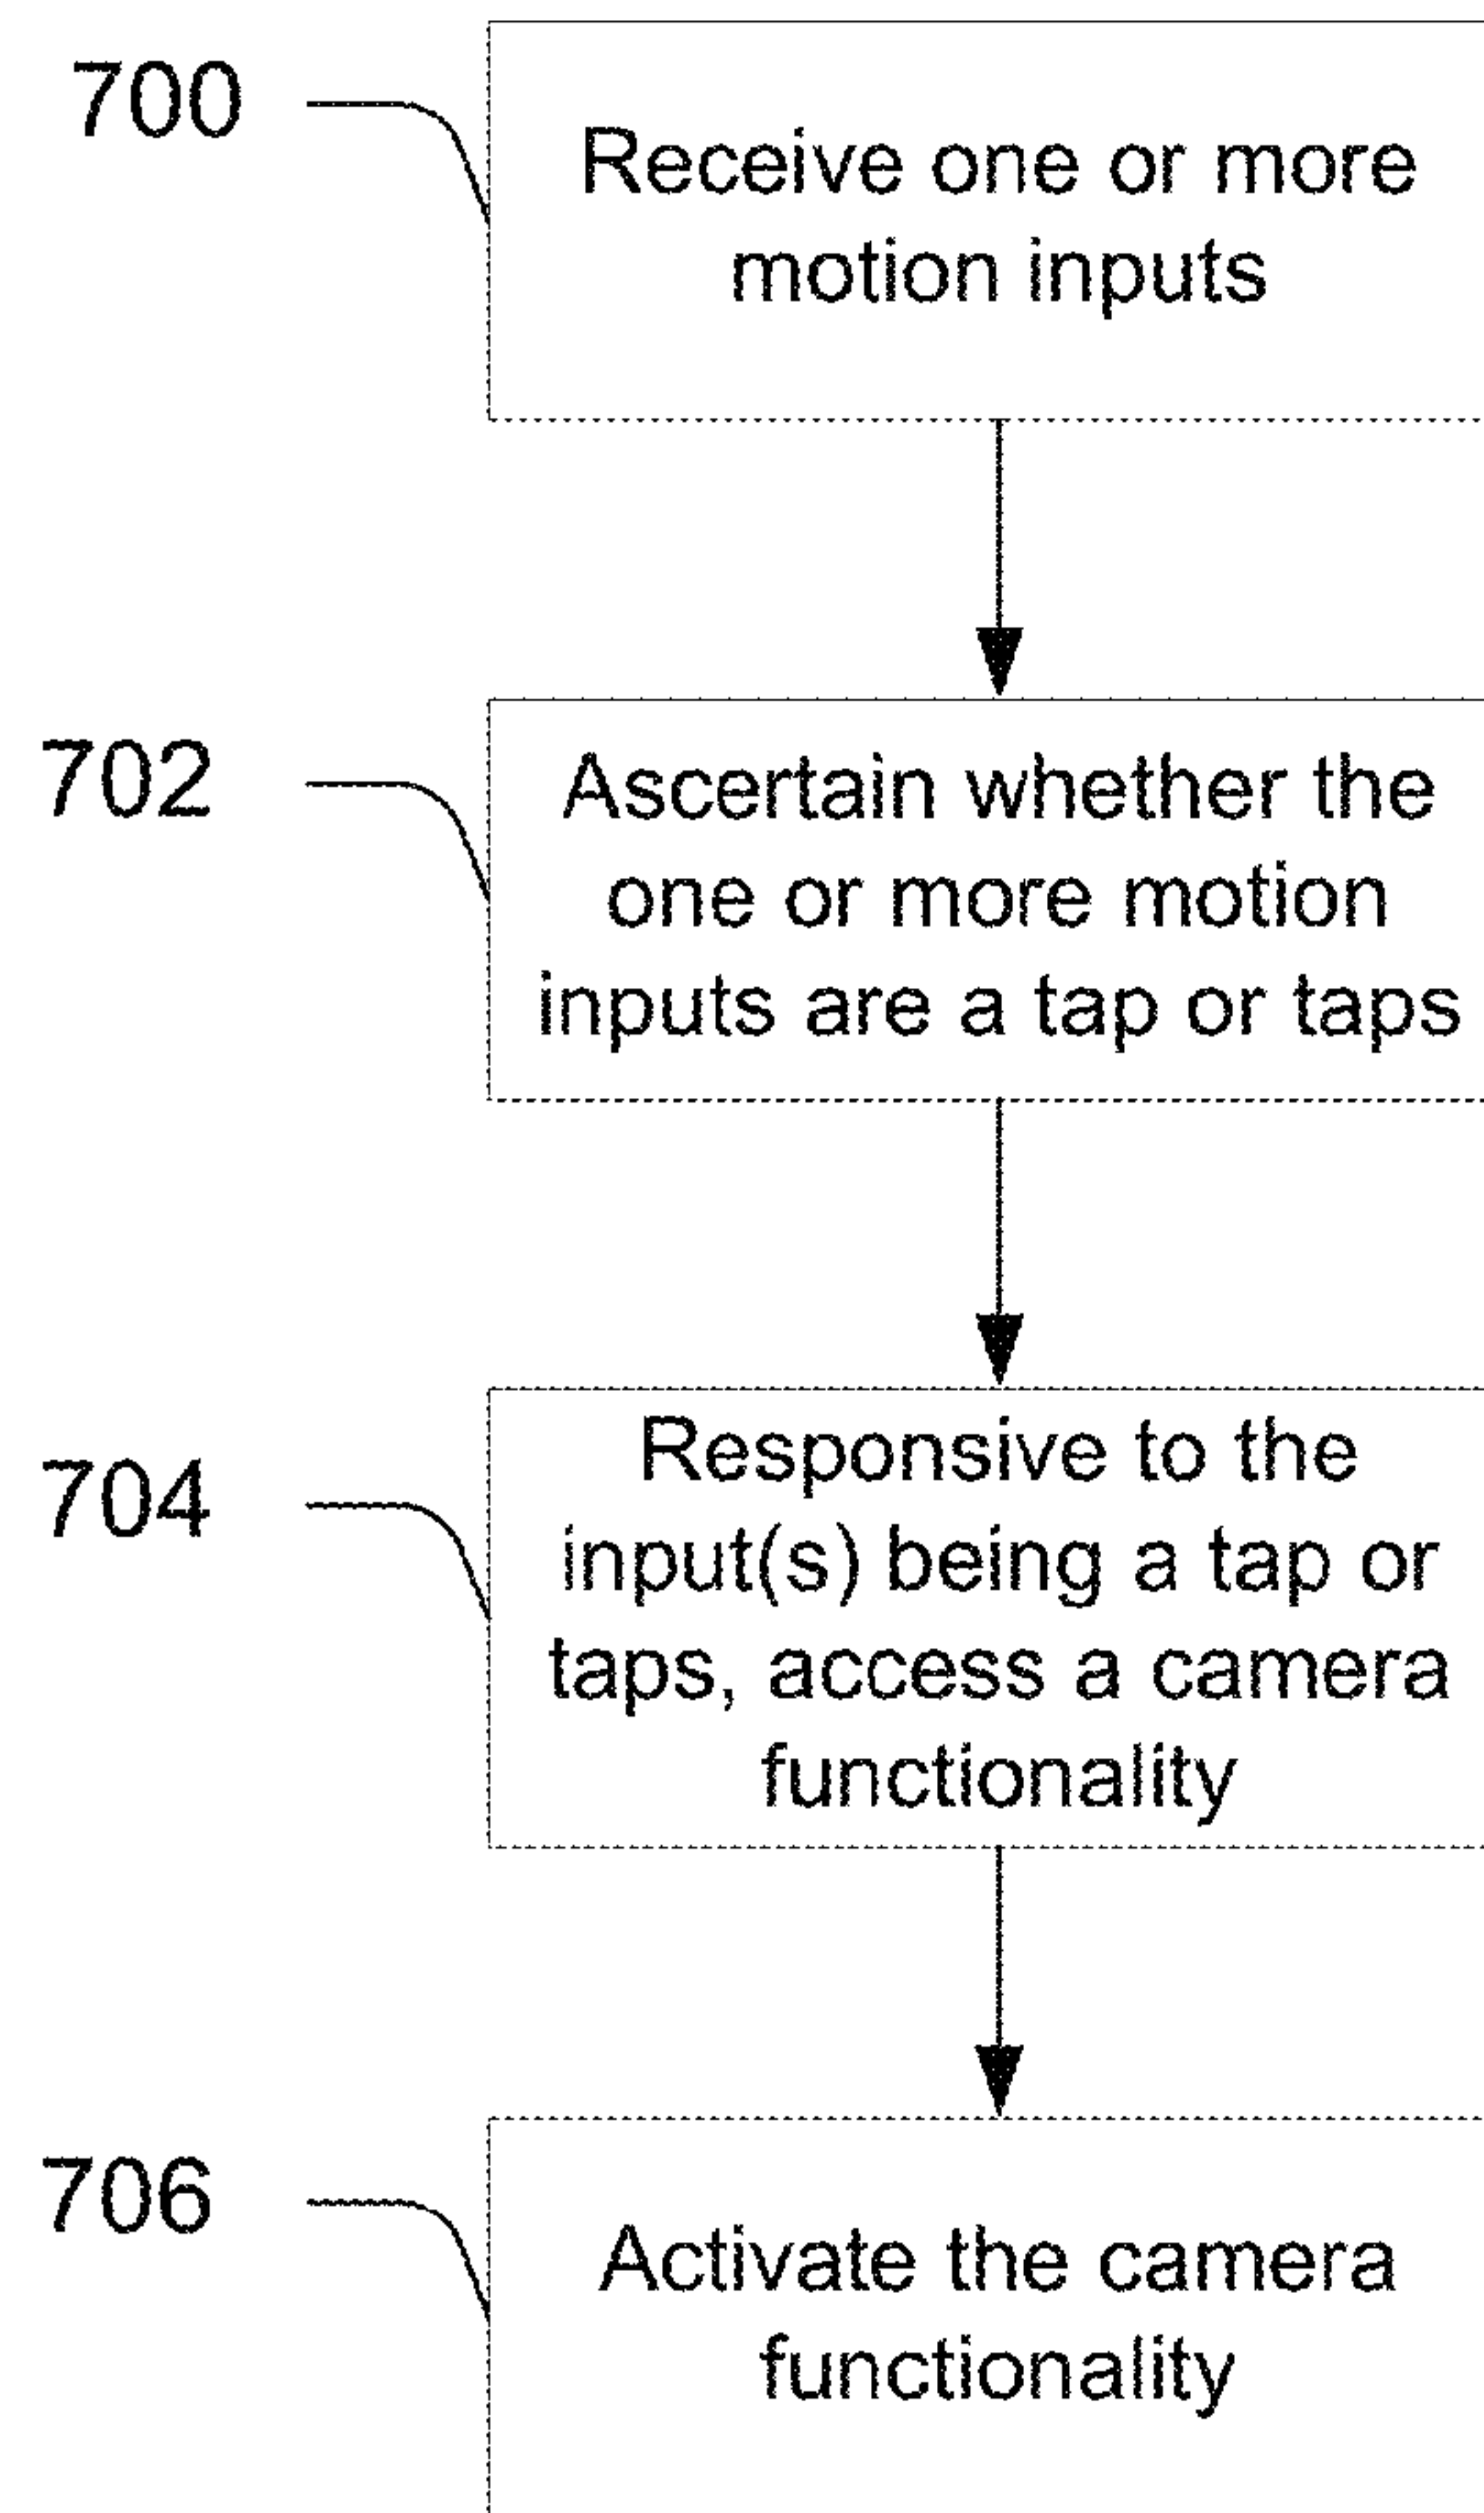 700
Receive one or more
motion inputs
702
Ascertain whether the
one or more motion
inputs are a tap or taps
704
Responsive to the
input(s) being a tap or
taps, access a camera
functionality
706
Activate the camera
functionality